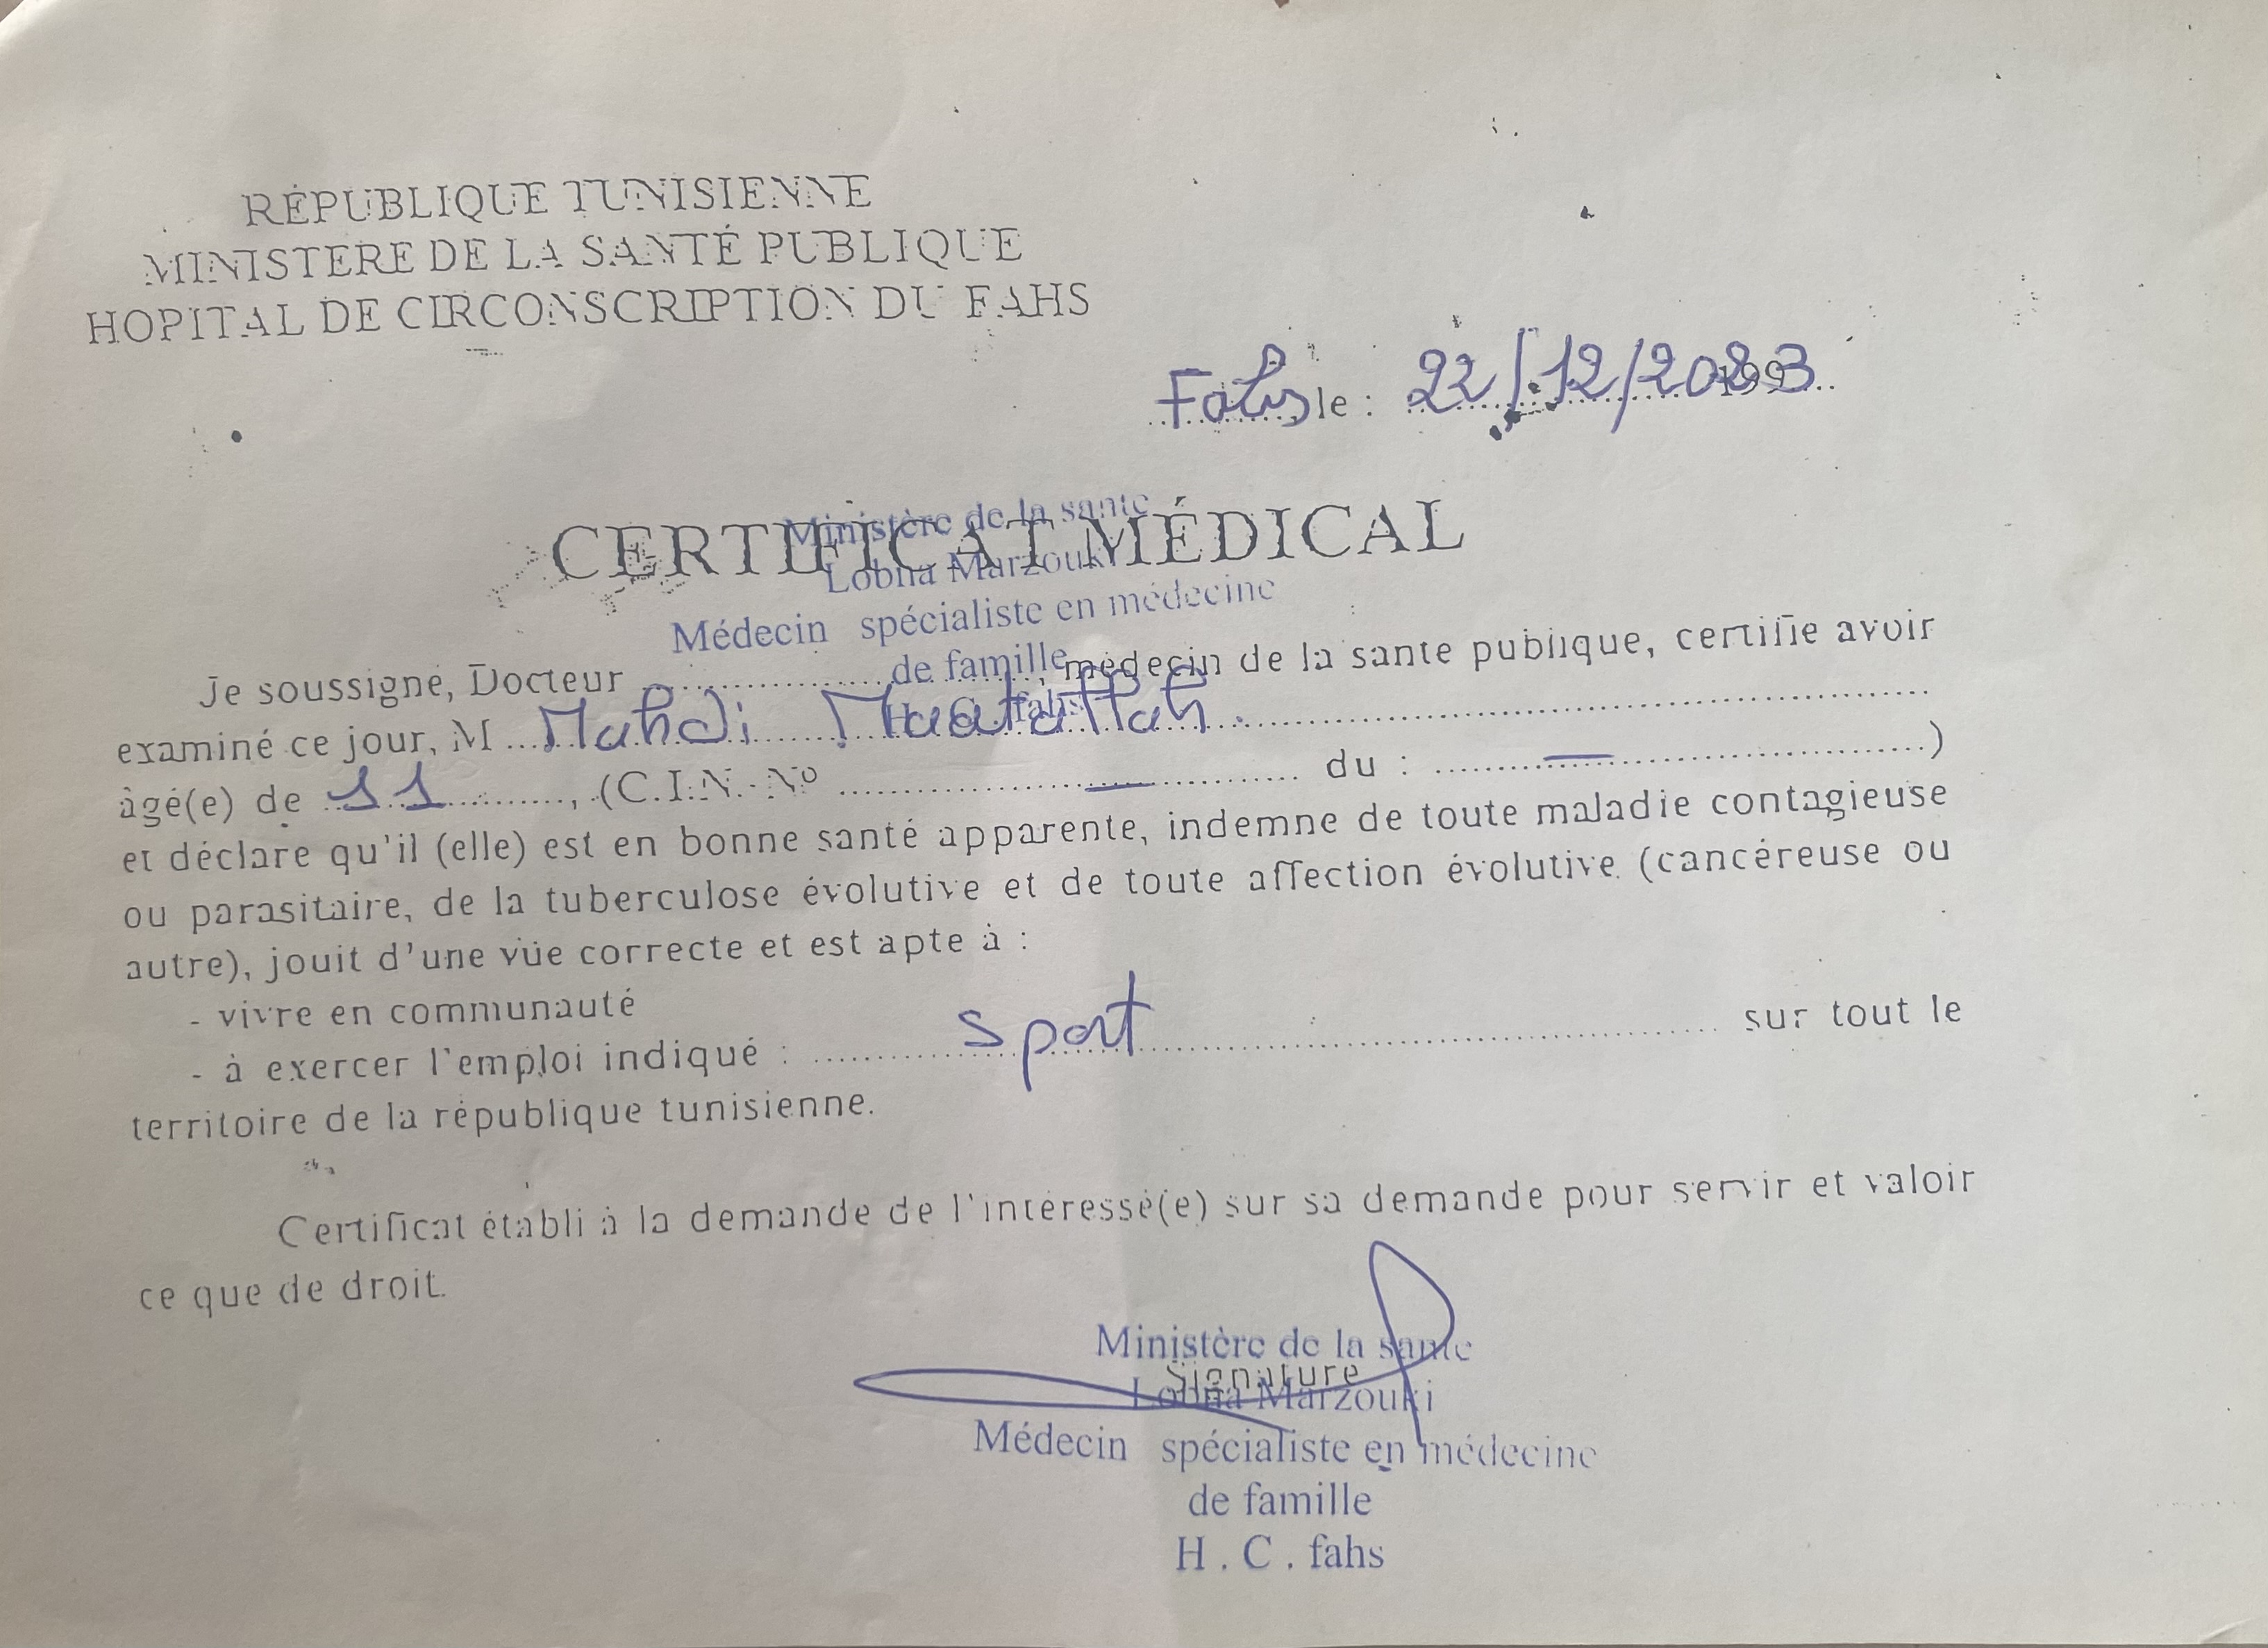 RÉPUBLIQUE TUNISIENNE
MINISTERE DE LA SANTÉ PUBLIQUE
HOPITAL DE CIRCONSCRIPTION DU FAHS
Fahs le : 22/12/2023
CERTIFICAT MÉDICAL
Ministère de la sante
Lobna Marzouki
Médecin spécialiste en médecine
de famille
H . C . fahs
Je soussigné, Docteur ..............., médecin de la sante publique, certifie avoir
examiné ce jour, M Mahdi
âgé(e) de 11, (C.I.N. Nº — du : — )
et déclare qu'il (elle) est en bonne santé apparente, indemne de toute maladie contagieuse
ou parasitaire, de la tuberculose évolutive et de toute affection évolutive (cancéreuse ou
autre), jouit d'une vüe correcte et est apte à :
- vivre en communauté
- à exercer l'emploi indiqué : sport sur tout le
territoire de la république tunisienne.
Certificat établi à la demande de l'intéressé(e) sur sa demande pour servir et valoir
ce que de droit.
Signature
Ministère de la sante
Lobna Marzouki
Médecin spécialiste en médecine
de famille
H . C . fahs